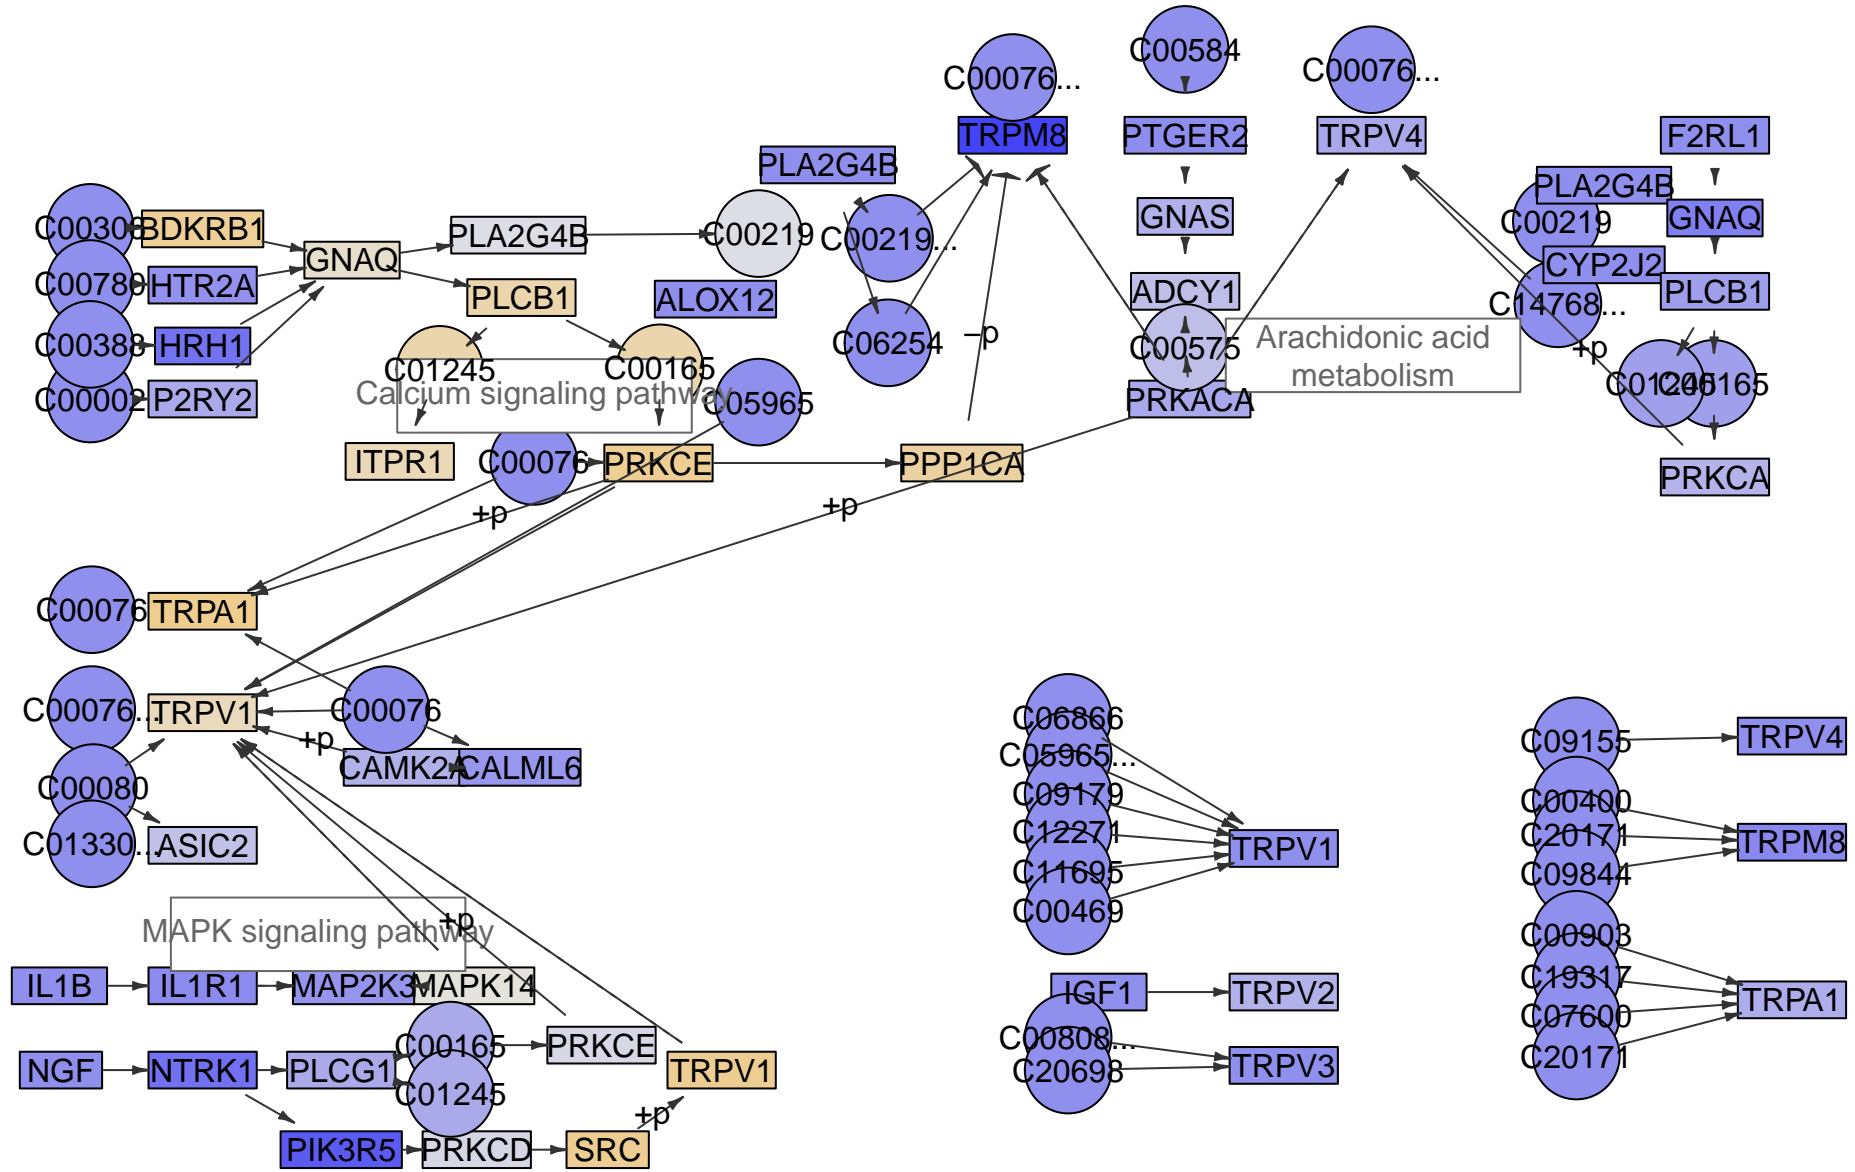 C00584
C00076...
C00076...
TRPM8
PTGER2
TRPV4
F2RL1
PLA2G4B
PLA2G4B
C00308
BDKRB1
GNAS
C00219
GNAQ
PLA2G4B
C00219
C00219...
GNAQ
CYP2J2
C00780
HTR2A
PLCB1
ALOX12
ADCY1
C14768...
PLCB1
C00388
HRH1
C06254
–p
C00575
Arachidonic acid
metabolism
+p
C01245
C00165
C00002
P2RY2
Calcium signaling pathway
C05965
PRKACA
C01245
C00165
ITPR1
C00076
PRKCE
PPP1CA
PRKCA
+p
+p
C00076
TRPA1
C00076...
TRPV1
C00076
C06866
+p
C05965...
C09155
TRPV4
CAMK2A
CALML6
C00080
C09179
C00400
C01330...
ASIC2
C12271
TRPV1
C20171
TRPM8
C11695
C09844
C00469
MAPK signaling pathway
+p
C00903
IL1B
IL1R1
MAP2K3
MAPK14
IGF1
TRPV2
C19317
TRPA1
C00165
PRKCE
C00808...
C07600
NGF
NTRK1
PLCG1
TRPV1
C20698
TRPV3
C20171
C01245
+p
PIK3R5
PRKCD
SRC